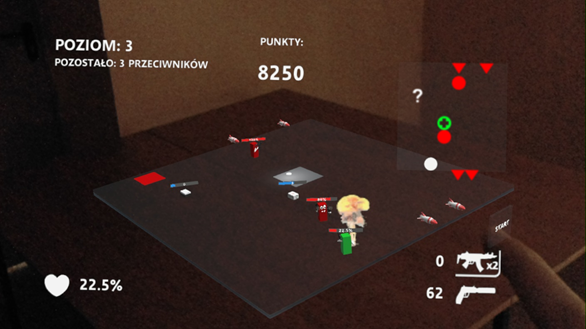 POZIOM: 3
POZOSTAŁO: 3 PRZECIWNIKÓW
PUNKTY:
8250
?
START
0
x2
62
22.5%